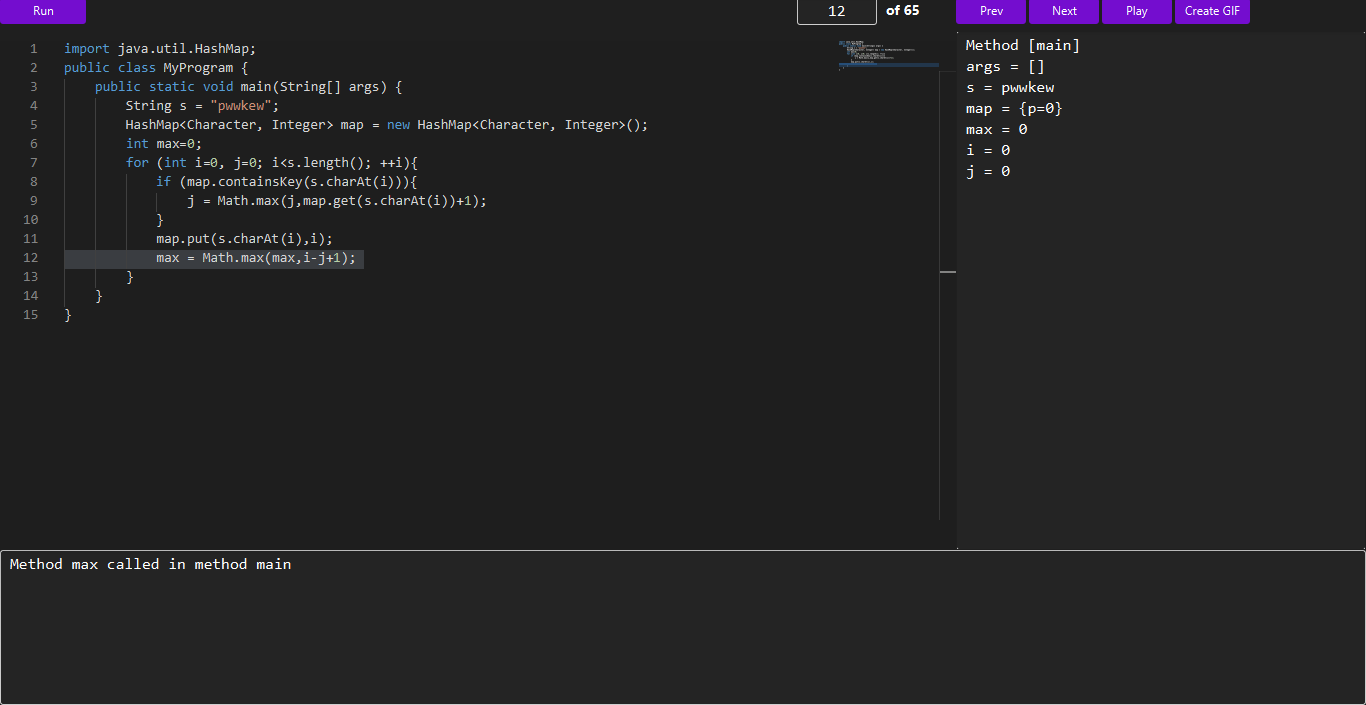 Run
12 of 65 Prev Next Play Create GIF
1 import java.util.HashMap;
2 public class MyProgram {
3 public static void main(String[] args) {
4 String s = "pwwkew";
5 HashMap<Character, Integer> map = new HashMap<Character, Integer>();
6 int max=0;
7 for (int i=0, j=0; i<s.length(); ++i){
8 if (map.containsKey(s.charAt(i))){
9 j = Math.max(j,map.get(s.charAt(i))+1);
10 }
11 map.put(s.charAt(i),i);
12 max = Math.max(max,i-j+1);
13 }
14 }
15 }
Method [main]
args = []
s = pwwkew
map = {p=0}
max = 0
i = 0
j = 0
Method max called in method main